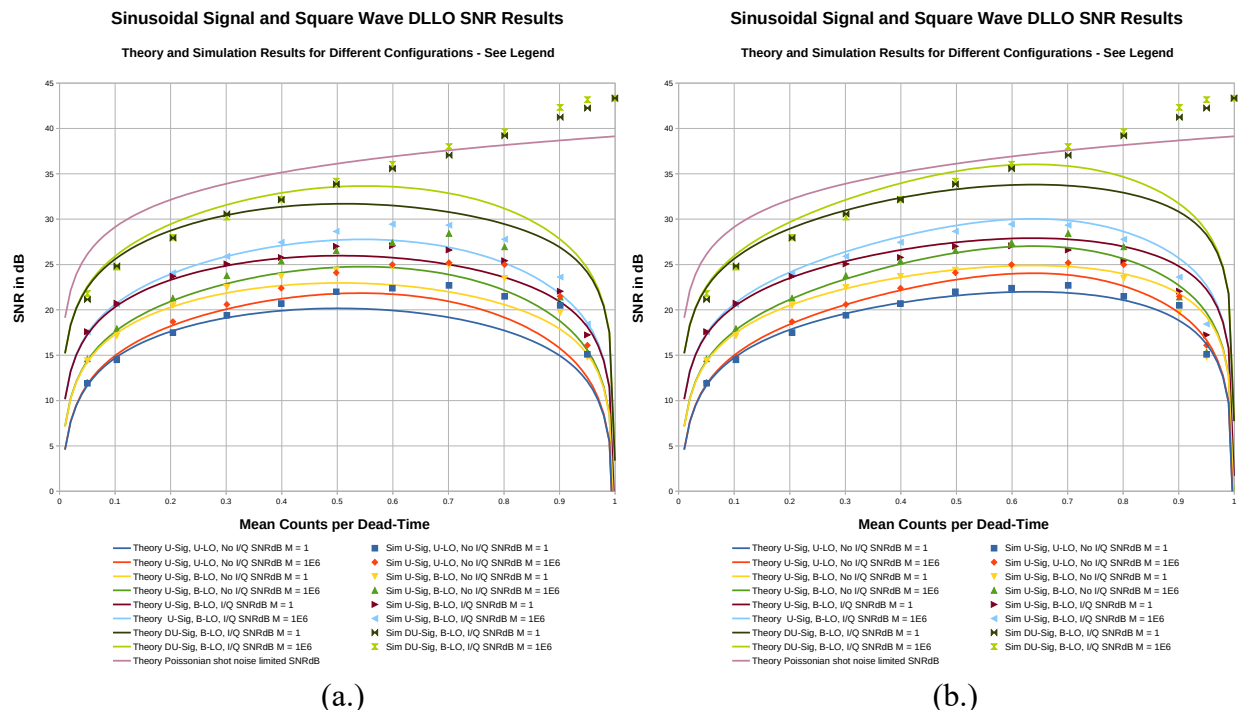 Sinusoidal Signal and Square Wave DLLO SNR Results
Theory and Simulation Results for Different Configurations - See Legend
SNR in dB
45
40
35
30
25
20
15
10
5
0
0 0.1 0.2 0.3 0.4 0.5 0.6 0.7 0.8 0.9 1
Mean Counts per Dead-Time
Theory U-Sig, U-LO, No I/Q SNRdB M = 1
Sim U-Sig, U-LO, No I/Q SNRdB M = 1
Theory U-Sig, U-LO, No I/Q SNRdB M = 1E6
Sim U-Sig, U-LO, No I/Q SNRdB M = 1E6
Theory U-Sig, B-LO, No I/Q SNRdB M = 1
Sim U-Sig, B-LO, No I/Q SNRdB M = 1
Theory U-Sig, B-LO, No I/Q SNRdB M = 1E6
Sim U-Sig, B-LO, No I/Q SNRdB M = 1E6
Theory U-Sig, B-LO, I/Q SNRdB M = 1
Sim U-Sig, B-LO, I/Q SNRdB M = 1
Theory U-Sig, B-LO, I/Q SNRdB M = 1E6
Sim U-Sig, B-LO, I/Q SNRdB M = 1E6
Theory DU-Sig, B-LO, I/Q SNRdB M = 1
Sim DU-Sig, B-LO, I/Q SNRdB M = 1
Theory DU-Sig, B-LO, I/Q SNRdB M = 1E6
Sim DU-Sig, B-LO, I/Q SNRdB M = 1E6
Theory Poissonian shot noise limited SNRdB
(a.)
Sinusoidal Signal and Square Wave DLLO SNR Results
Theory and Simulation Results for Different Configurations - See Legend
SNR in dB
45
40
35
30
25
20
15
10
5
0
0 0.1 0.2 0.3 0.4 0.5 0.6 0.7 0.8 0.9 1
Mean Counts per Dead-Time
Theory U-Sig, U-LO, No I/Q SNRdB M = 1
Sim U-Sig, U-LO, No I/Q SNRdB M = 1
Theory U-Sig, U-LO, No I/Q SNRdB M = 1E6
Sim U-Sig, U-LO, No I/Q SNRdB M = 1E6
Theory U-Sig, B-LO, No I/Q SNRdB M = 1
Sim U-Sig, B-LO, No I/Q SNRdB M = 1
Theory U-Sig, B-LO, No I/Q SNRdB M = 1E6
Sim U-Sig, B-LO, No I/Q SNRdB M = 1E6
Theory U-Sig, B-LO, I/Q SNRdB M = 1
Sim U-Sig, B-LO, I/Q SNRdB M = 1
Theory U-Sig, B-LO, I/Q SNRdB M = 1E6
Sim U-Sig, B-LO, I/Q SNRdB M = 1E6
Theory DU-Sig, B-LO, I/Q SNRdB M = 1
Sim DU-Sig, B-LO, I/Q SNRdB M = 1
Theory DU-Sig, B-LO, I/Q SNRdB M = 1E6
Sim DU-Sig, B-LO, I/Q SNRdB M = 1E6
Theory Poissonian shot noise limited SNRdB
(b.)